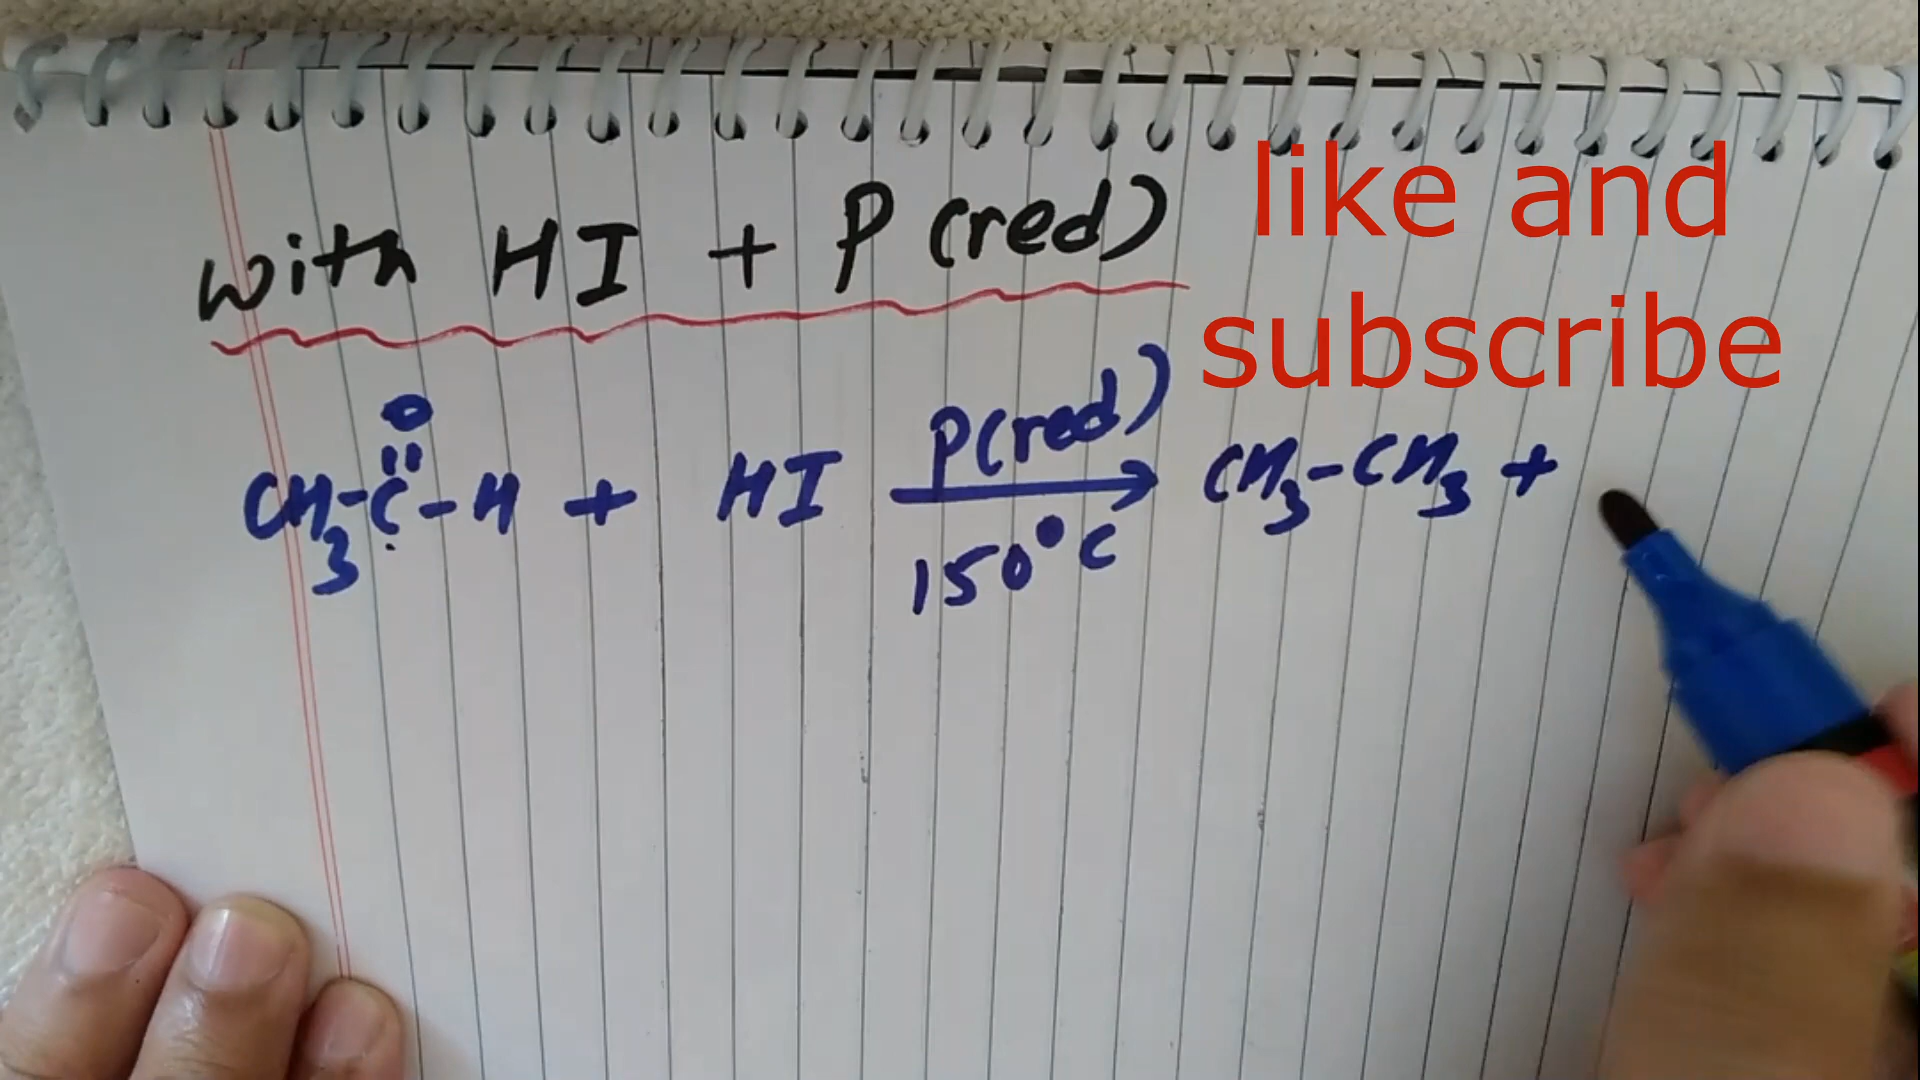 with HI + P (red)
like and
subscribe
O
||
CH3-C-H + HI P(red) CH3-CH3 +
150°C